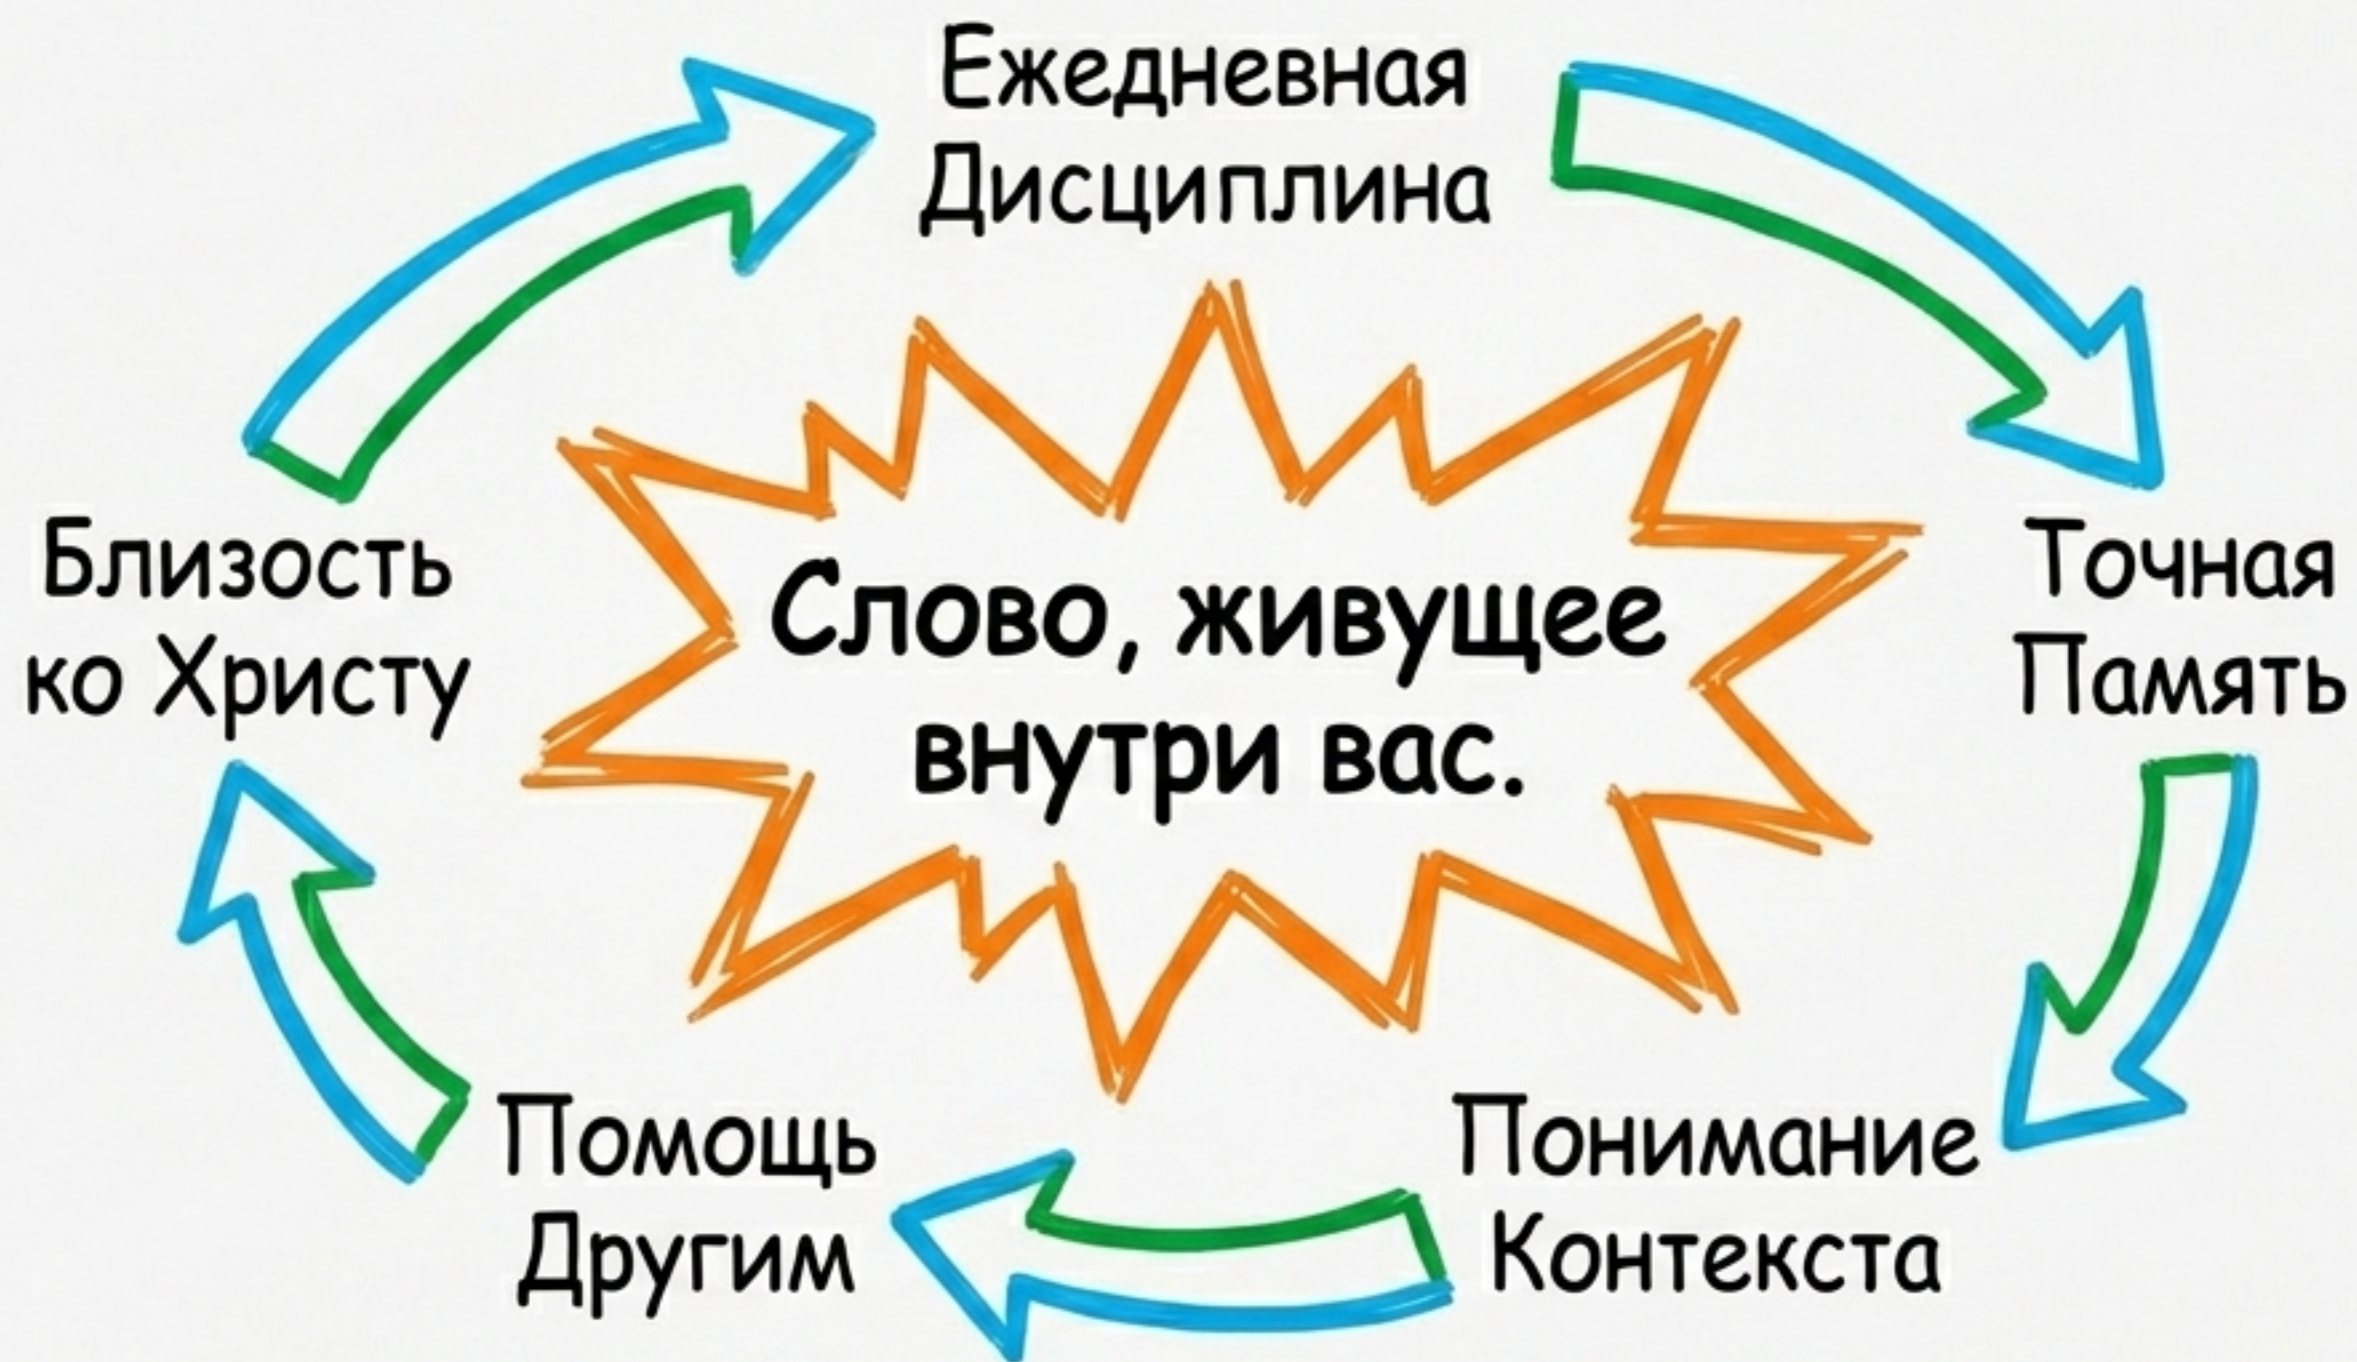 Ежедневная
Дисциплина
Точная
Память
Понимание
Контекста
Помощь
Другим
Близость
ко Христу
Слово, живущее
внутри вас.